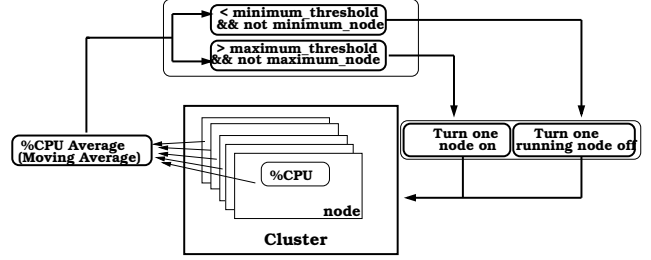 < minimum_threshold
&& not minimum_node
> maximum_threshold
&& not maximum_node
%CPU Average
(Moving Average)
%CPU
node
Cluster
Turn one
node on
Turn one
running node off